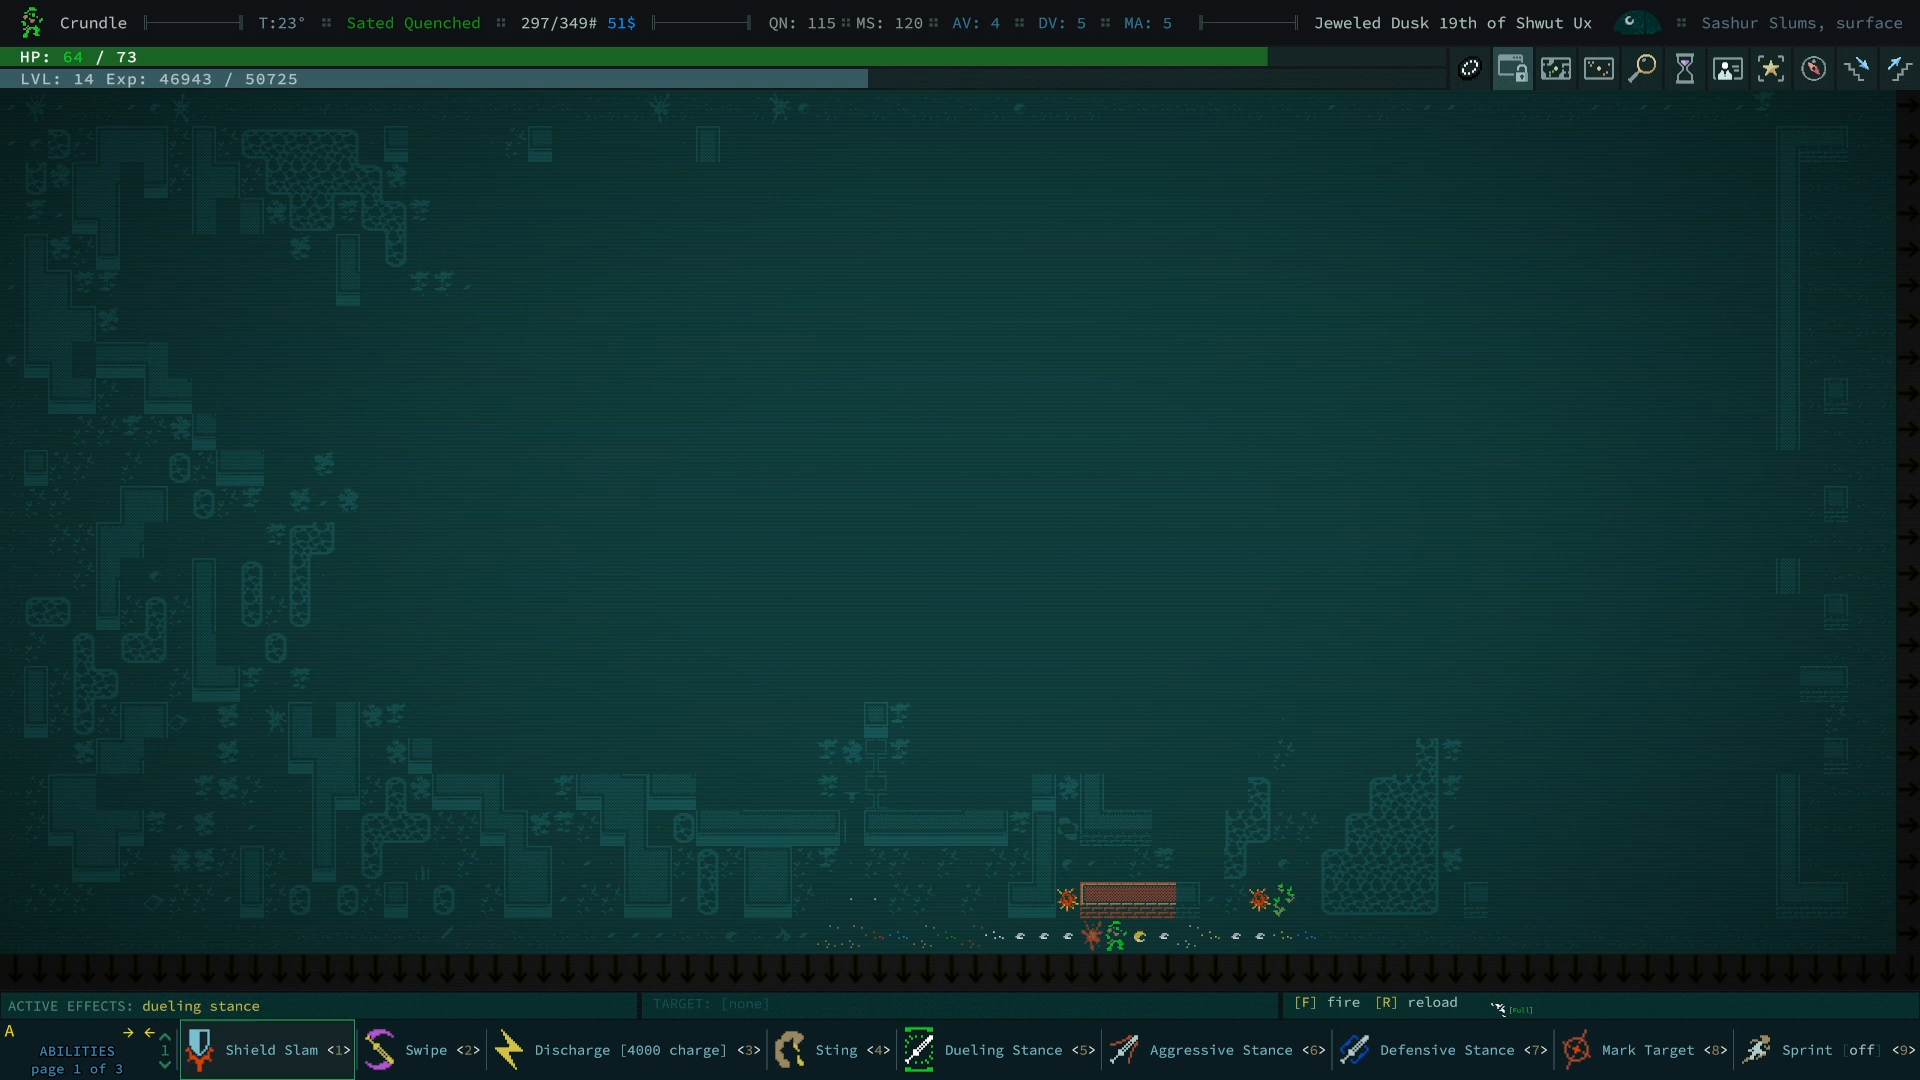 Crundle T:23° Sated Quenched 297/349# 51$ QN: 115 MS: 120 AV: 4 DV: 5 MA: 5 Jeweled Dusk 19th of Shwut Ux Sashur Slums, surface
HP: 64 / 73
LVL: 14 Exp: 46943 / 50725
ACTIVE EFFECTS: dueling stance TARGET: [none] [F] fire [R] reload [Full]
A
ABILITIES
page 1 of 3
1
Shield Slam <1> Swipe <2> Discharge [4000 charge] <3> Sting <4> Dueling Stance <5> Aggressive Stance <6> Defensive Stance <7> Mark Target <8> Sprint [off] <9>